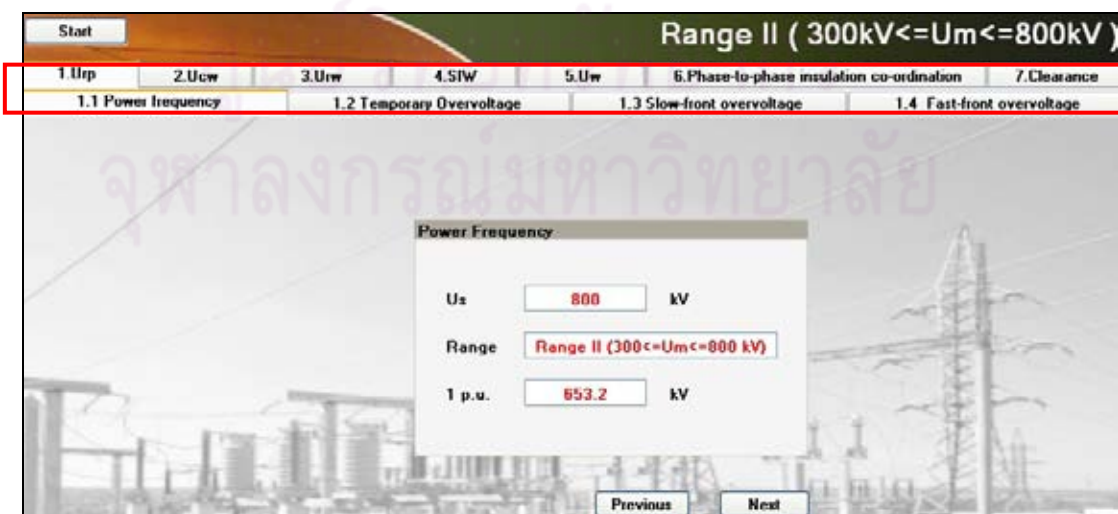 Start
Range II ( 300kV<=Um<=800kV )
1.Urp 2.Ucw 3.Urw 4.SIW 5.Uw 6.Phase-to-phase insulation co-ordination 7.Clearance
1.1 Power frequency 1.2 Temporary Overvoltage 1.3 Slow-front overvoltage 1.4 Fast-front overvoltage
จุฬาลงกรณ์มหาวิทยาลัย
Power Frequency
Us 800 kV
Range Range II (300<=Um<=800 kV)
1 p.u. 653.2 kV
Previous Next